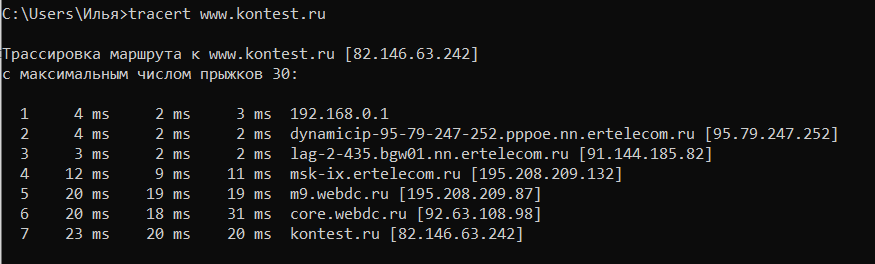 C:\Users\Илья>tracert www.kontest.ru
Трассировка маршрута к www.kontest.ru [82.146.63.242]
с максимальным числом прыжков 30:
1 4 ms 2 ms 3 ms 192.168.0.1
2 4 ms 2 ms 2 ms dynamicip-95-79-247-252.pppoe.nn.ertelecom.ru [95.79.247.252]
3 3 ms 2 ms 2 ms lag-2-435.bgw01.nn.ertelecom.ru [91.144.185.82]
4 12 ms 9 ms 11 ms msk-ix.ertelecom.ru [195.208.209.132]
5 20 ms 19 ms 19 ms m9.webdc.ru [195.208.209.87]
6 20 ms 18 ms 31 ms core.webdc.ru [92.63.108.98]
7 23 ms 20 ms 20 ms kontest.ru [82.146.63.242]